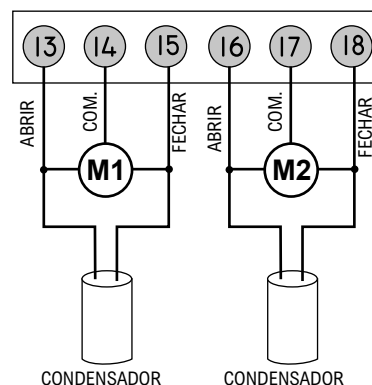 13 14 15 16 17 18
ABRIR COM. FECHAR ABRIR COM. FECHAR
M1 M2
CONDENSADOR CONDENSADOR